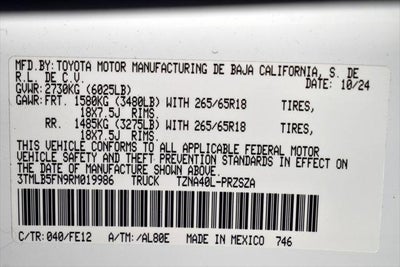 MFD.BY:TOYOTA MOTOR MANUFACTURING DE BAJA CALIFORNIA, S. DE
R.L. DE C.V. DATE: 10/24
GVWR:2730KG (6025LB)
GAWR:FRT. 1580KG (3480LB) WITH 265/65R18 TIRES,
18X7.5J RIMS
RR. 1485KG (3275LB) WITH 265/65R18 TIRES,
18X7.5J RIMS
THIS VEHICLE CONFORMS TO ALL APPLICABLE FEDERAL MOTOR
VEHICLE SAFETY AND THEFT PREVENTION STANDARDS IN EFFECT ON
THE DATE OF MANUFACTURE SHOWN ABOVE.
3TMLB5FN9RM019986 TRUCK TZNA40L-PRZSZA
C/TR:040/FE12 A/TM:/AL80E MADE IN MEXICO 746